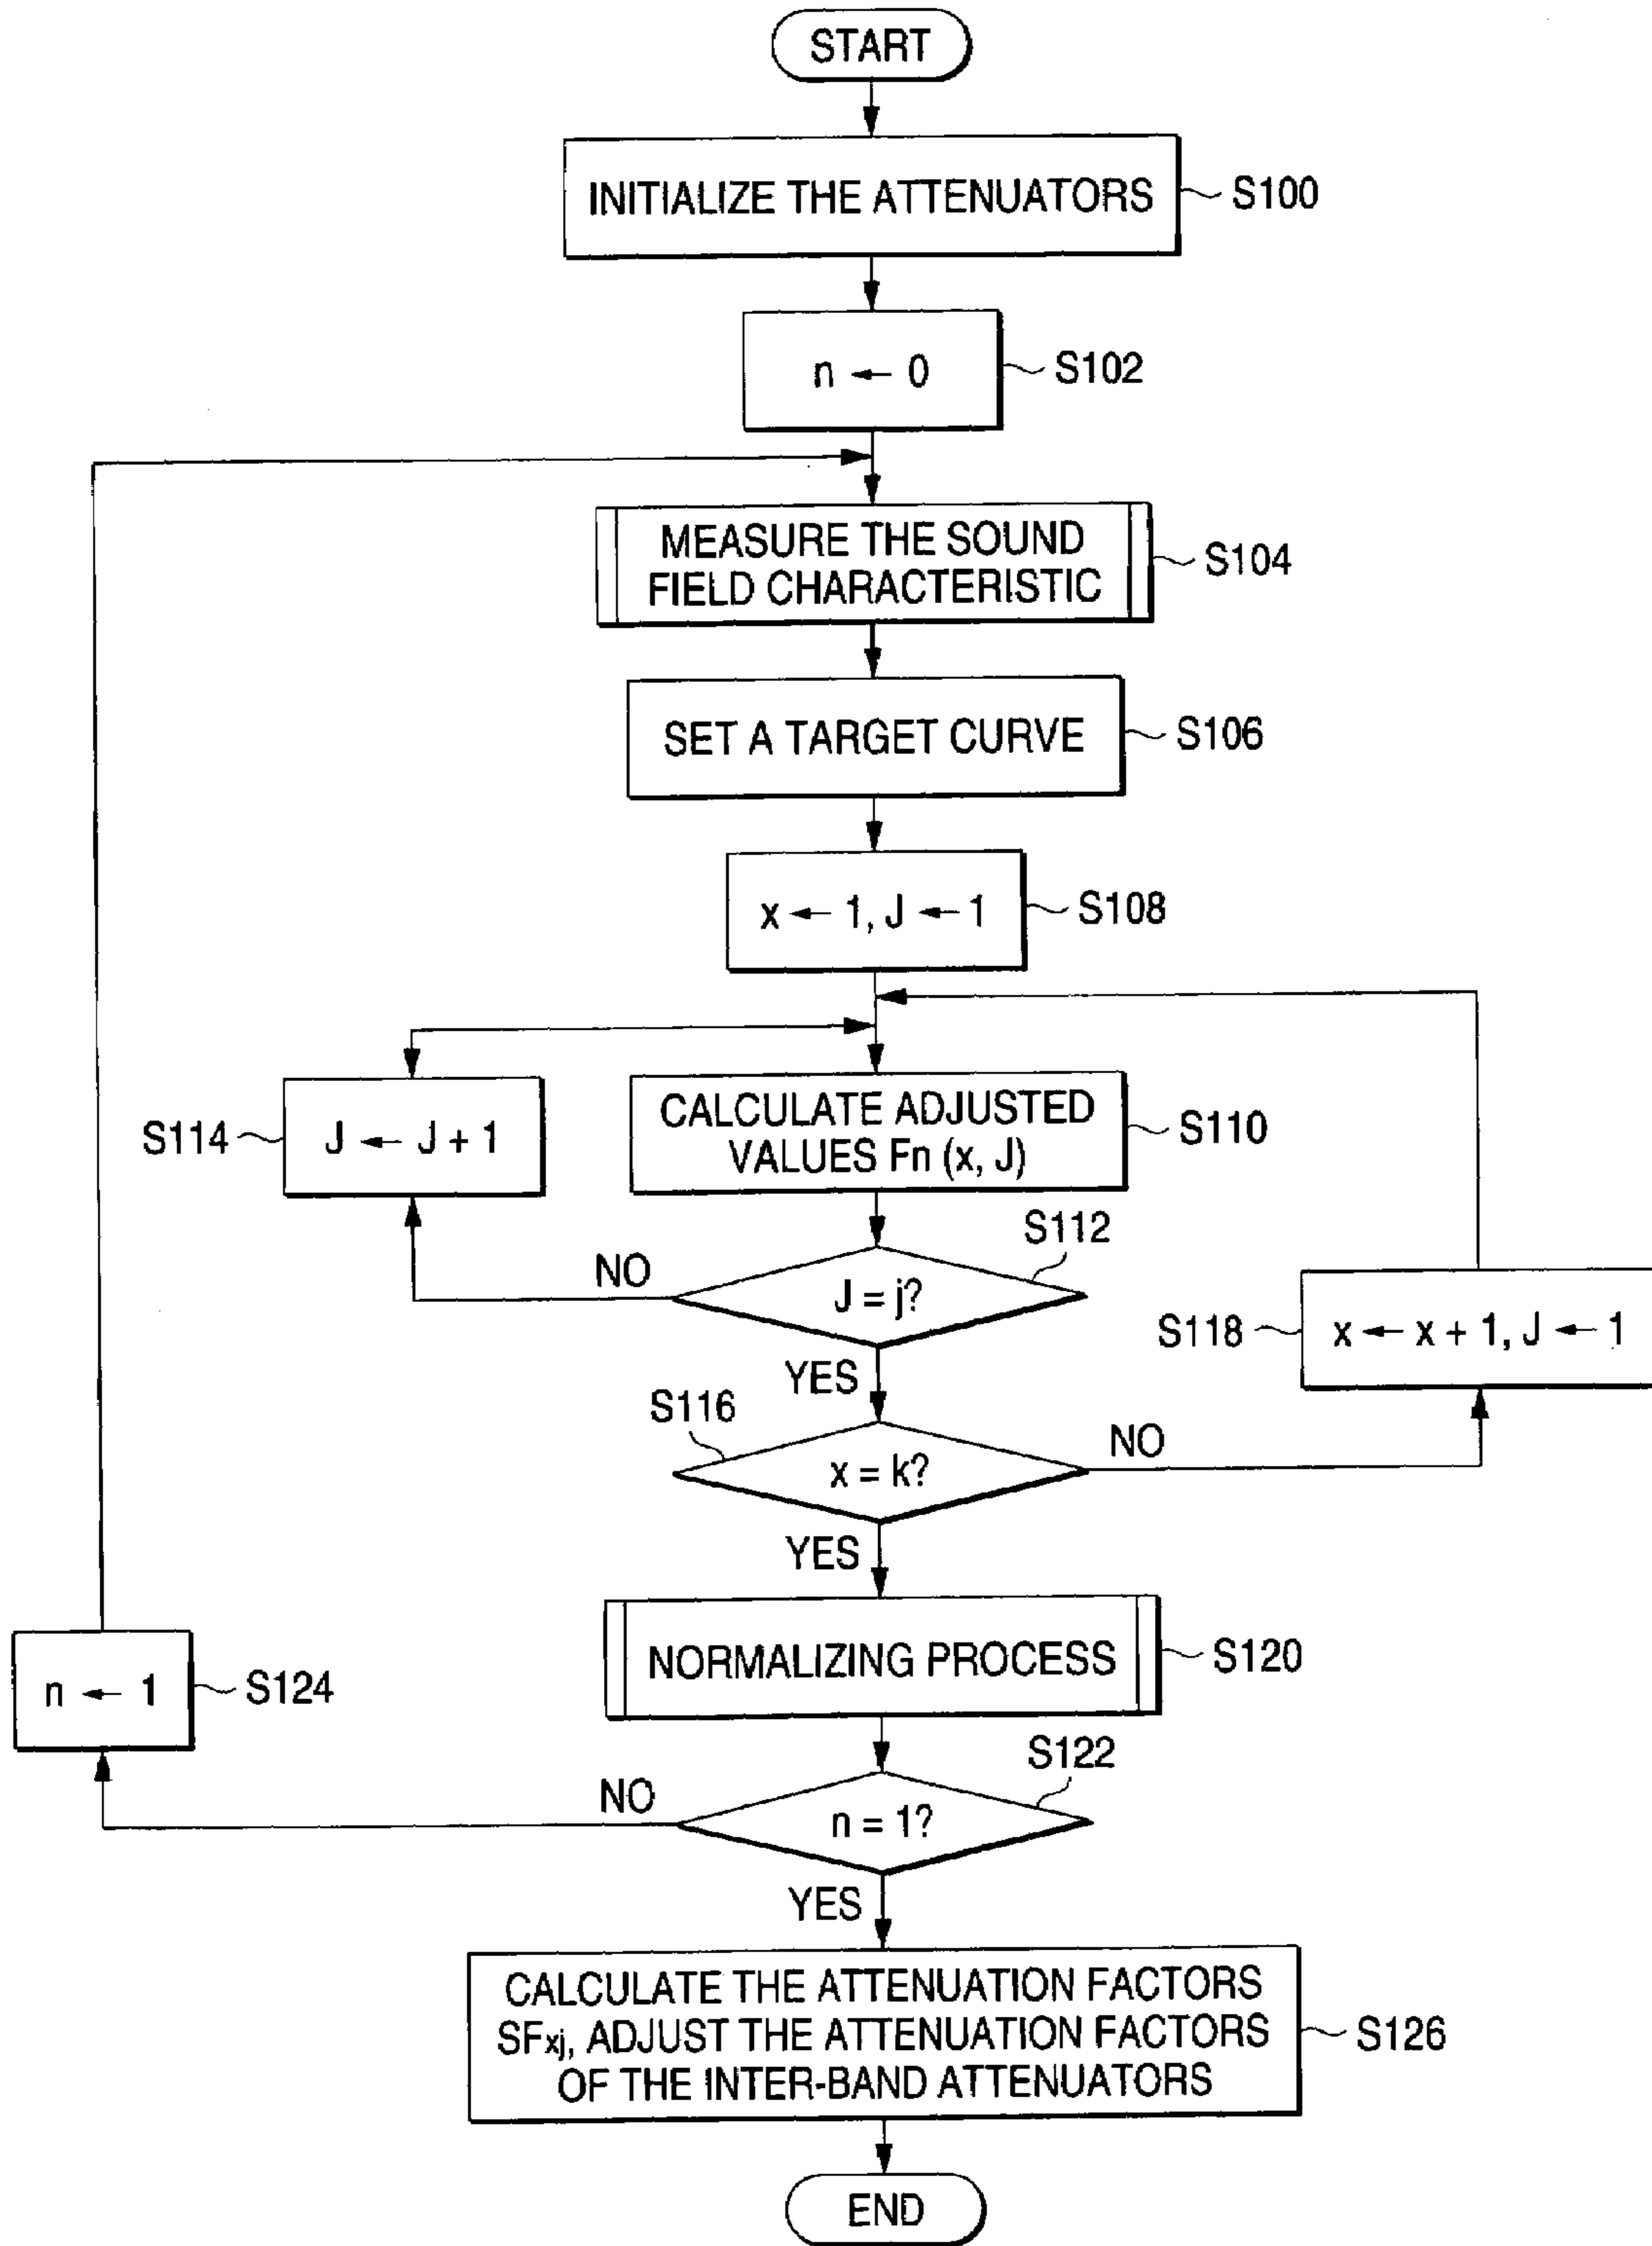 START
INITIALIZE THE ATTENUATORS
S100
n ← 0
S102
MEASURE THE SOUND
FIELD CHARACTERISTIC
S104
SET A TARGET CURVE
S106
x ← 1, J ← 1
S108
S114
J ← J + 1
CALCULATE ADJUSTED
VALUES Fn (x, J)
S110
S112
NO
J = j?
YES
S118
x ← x + 1, J ← 1
S116
x = k?
NO
YES
NORMALIZING PROCESS
S120
n ← 1
S124
S122
NO
n = 1?
YES
CALCULATE THE ATTENUATION FACTORS
SFxj, ADJUST THE ATTENUATION FACTORS
OF THE INTER-BAND ATTENUATORS
S126
END